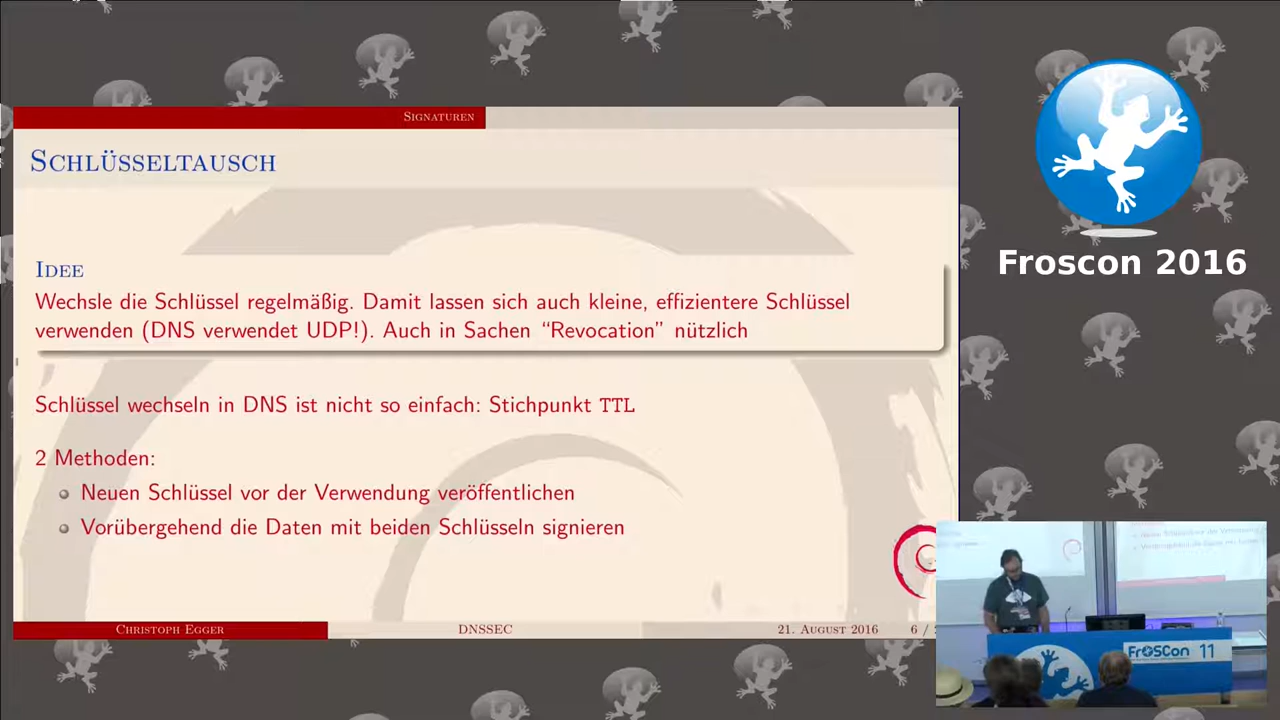 Signaturen
Schlüsseltausch
Idee
Wechsle die Schlüssel regelmäßig. Damit lassen sich auch kleine, effizientere Schlüssel
verwenden (DNS verwendet UDP!). Auch in Sachen “Revocation” nützlich
Schlüssel wechseln in DNS ist nicht so einfach: Stichpunkt TTL
2 Methoden:
Neuen Schlüssel vor der Verwendung veröffentlichen
Vorübergehend die Daten mit beiden Schlüsseln signieren
Christoph Egger
DNSSEC
21. August 2016
6 /
Froscon 2016
FrOSCon 11